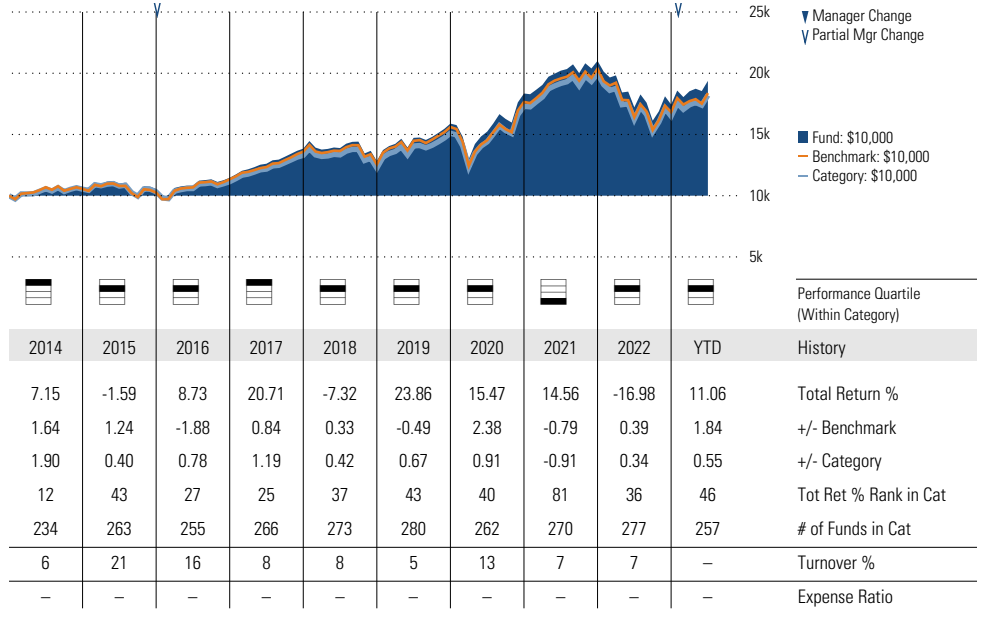 25k
20k
15k
10k
5k
Manager Change
Partial Mgr Change
Fund: $10,000
Benchmark: $10,000
Category: $10,000
Performance Quartile
(Within Category)
2014 2015 2016 2017 2018 2019 2020 2021 2022 YTD History
7.15 -1.59 8.73 20.71 -7.32 23.86 15.47 14.56 -16.98 11.06 Total Return %
1.64 1.24 -1.88 0.84 0.33 -0.49 2.38 -0.79 0.39 1.84 +/- Benchmark
1.90 0.40 0.78 1.19 0.42 0.67 0.91 -0.91 0.34 0.55 +/- Category
12 43 27 25 37 43 40 81 36 46 Tot Ret % Rank in Cat
234 263 255 266 273 280 262 270 277 257 # of Funds in Cat
6 21 16 8 8 5 13 7 7 – Turnover %
– – – – – – – – – – Expense Ratio